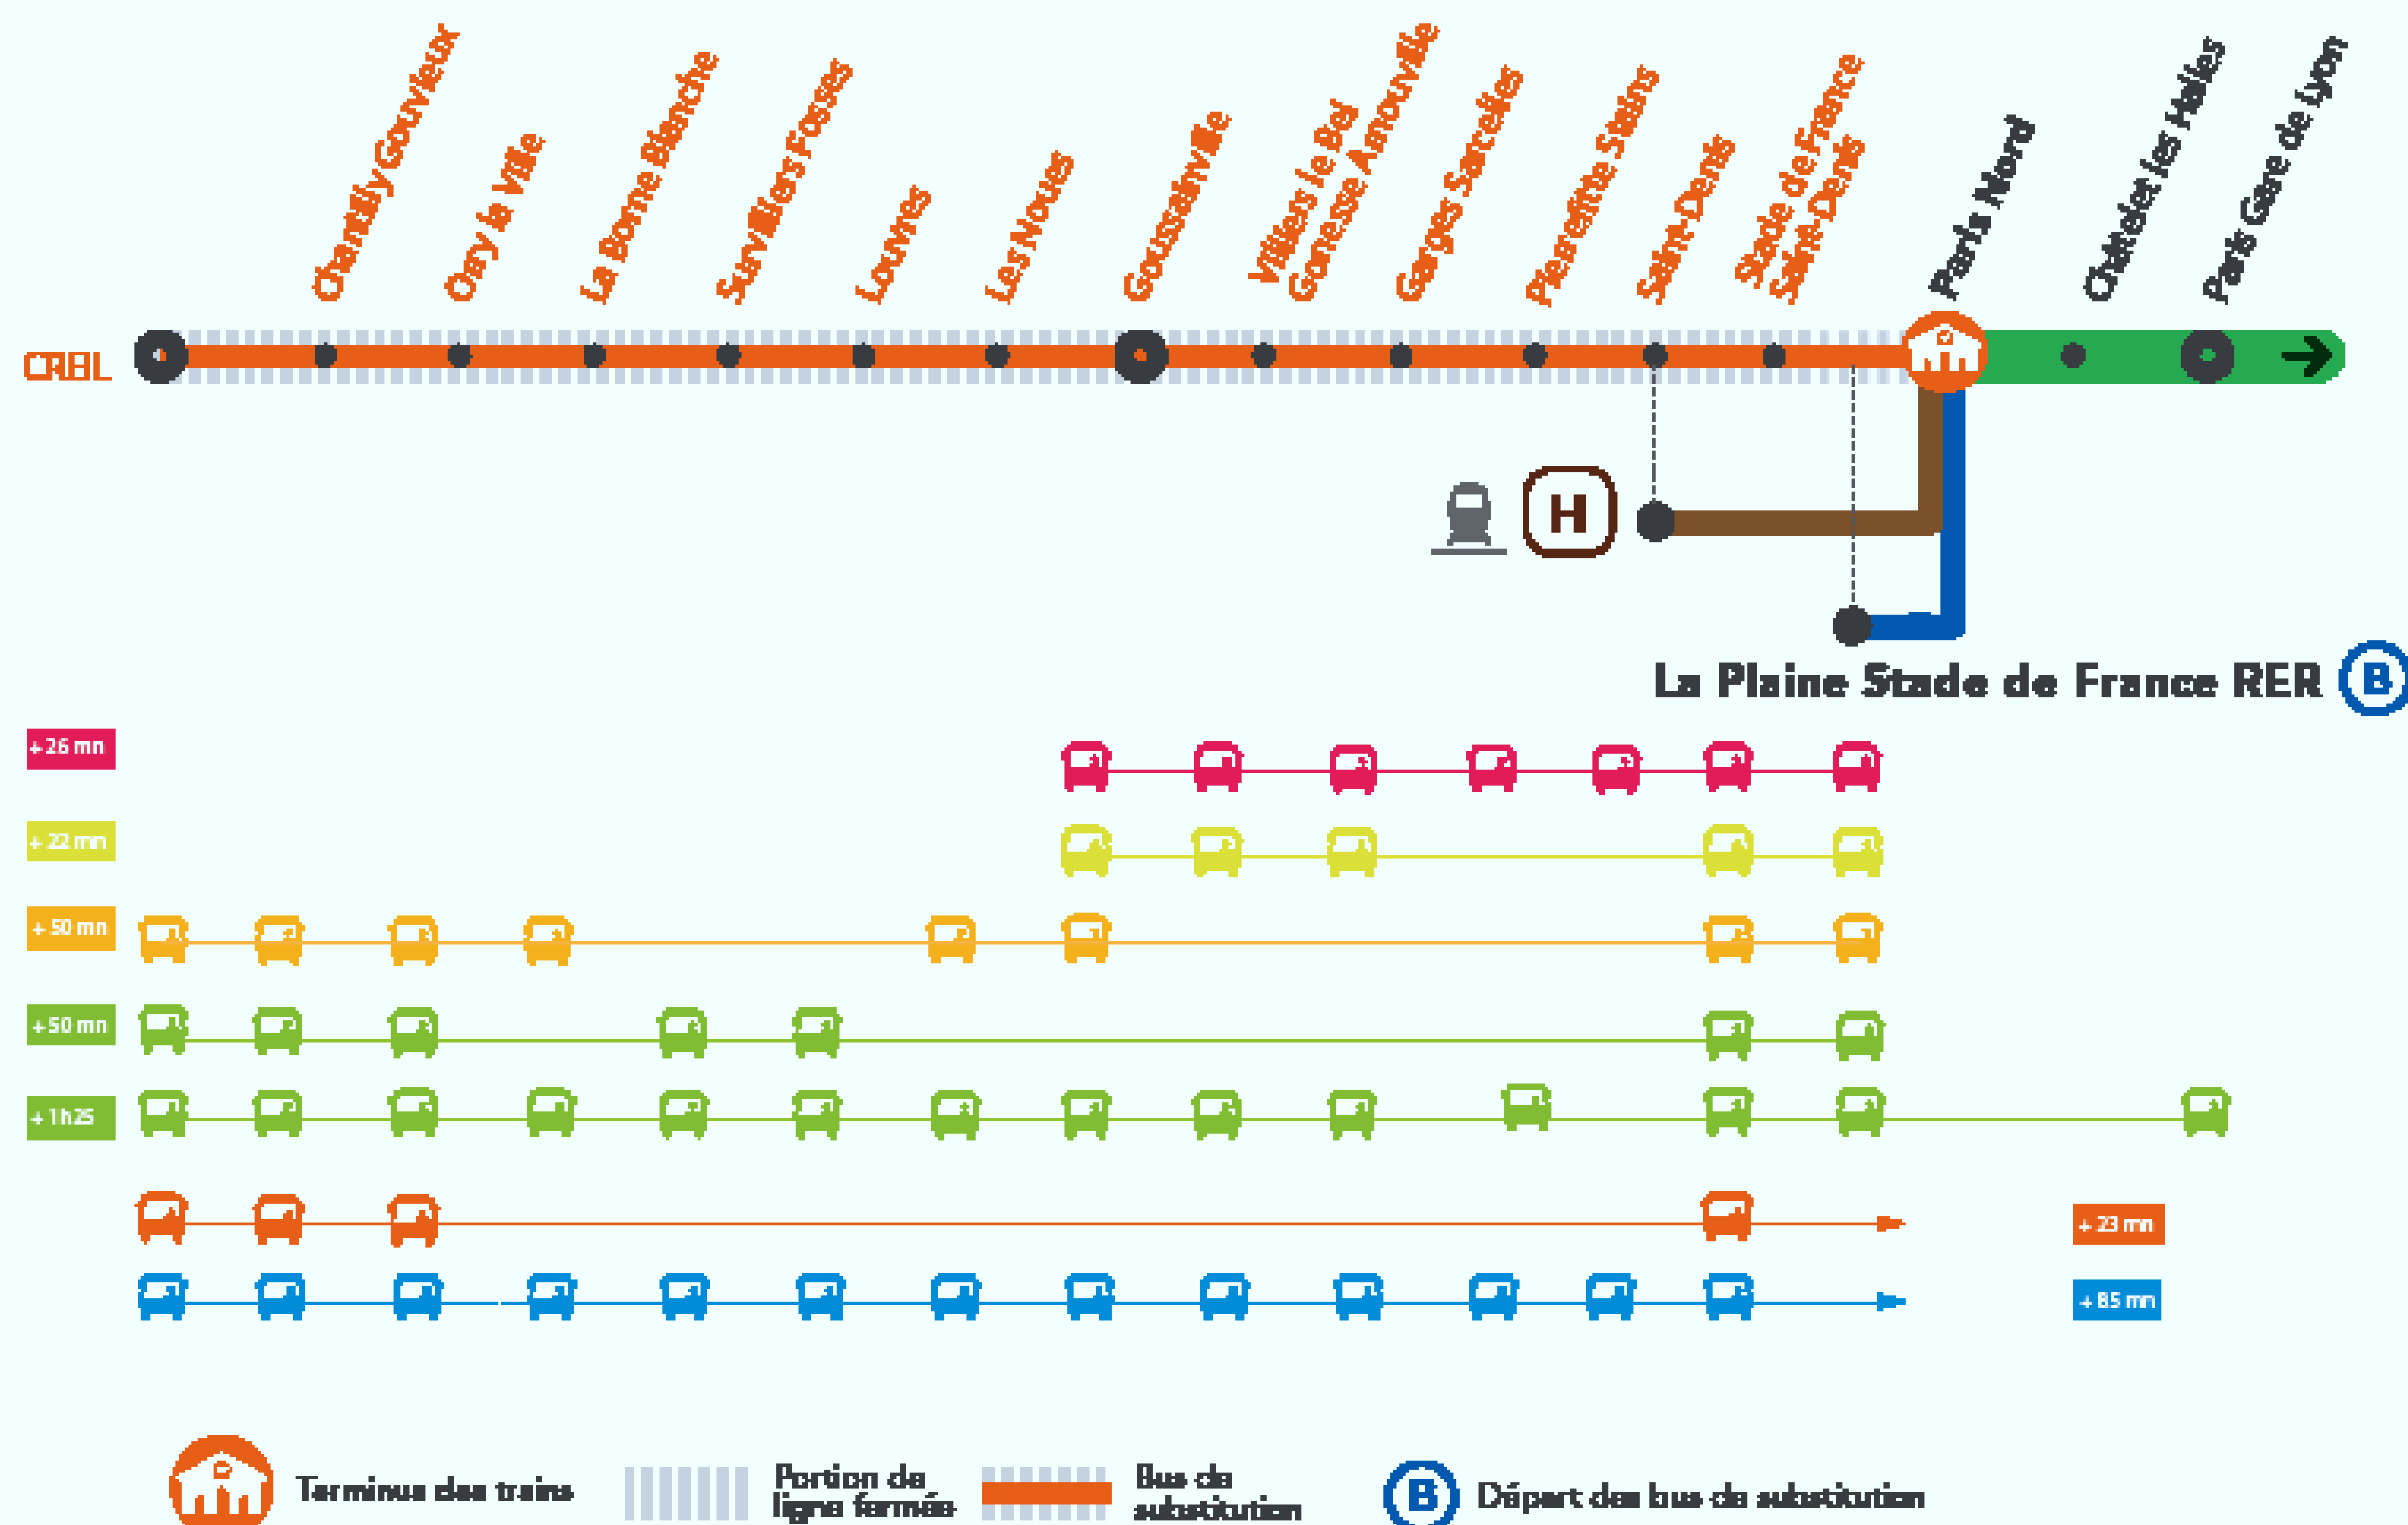 Chantilly Gouvieux
Orry la Ville
La Borne Blanche
Survilliers Fosses
Louvres
Les Noues
Goussainville
Villiers le Bel
Gonesse Arnouville
Garges Sarcelles
Pierrefitte Stains
Saint-Denis
Stade de France
Saint-Denis
Paris Nord
Chatelet les Halles
Paris Gare de Lyon
CREIL
H
La Plaine Stade de France RER B
+ 26 mn
+ 22 mn
+ 50 mn
+ 50 mn
+ 1h25
+ 23 mn
+ 85 mn
Terminus des trains
Portion de
ligne fermée
Bus de
substitution
B
Départ des bus de substitution